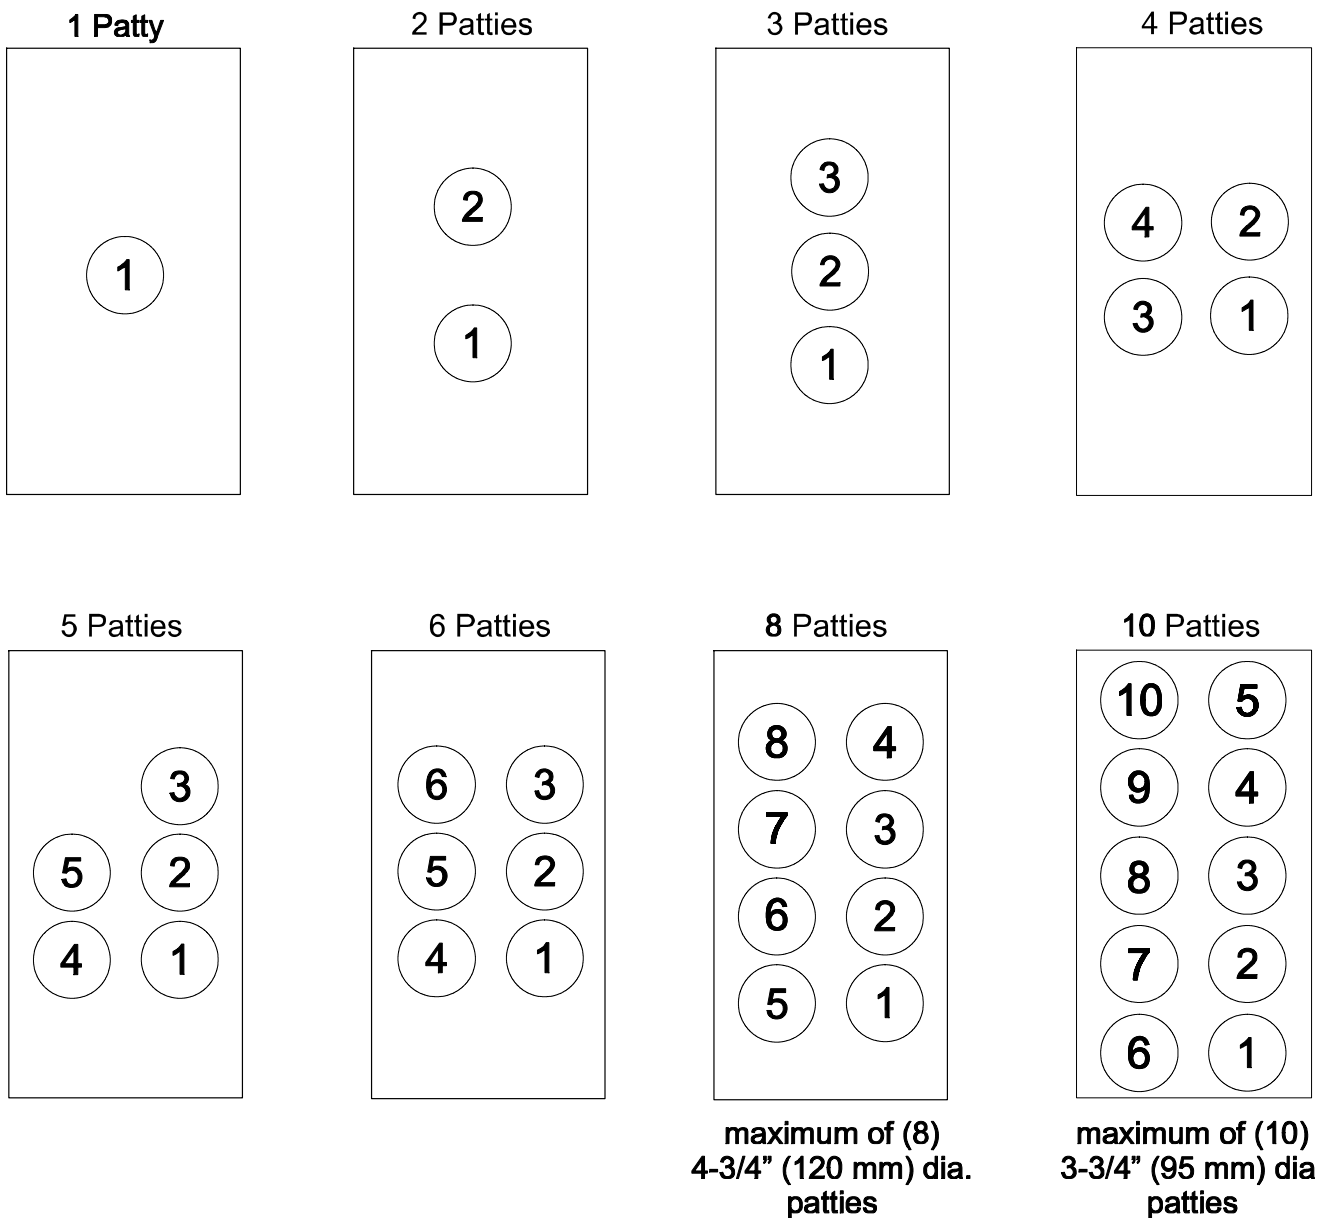 1 Patty
2 Patties
3 Patties
4 Patties
1
2
1
3
2
1
4 2
3 1
5 Patties
6 Patties
8 Patties
10 Patties
3
5 2
4 1
6 3
5 2
4 1
8 4
7 3
6 2
5 1
10 5
9 4
8 3
7 2
6 1
maximum of (8)
4-3/4” (120 mm) dia.
patties
maximum of (10)
3-3/4” (95 mm) dia
patties